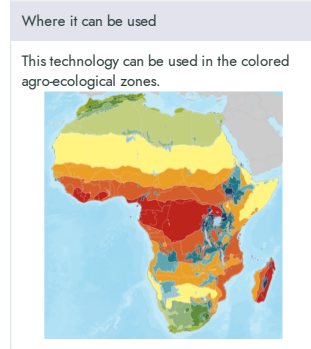 Where it can be used
This technology can be used in the colored
agro-ecological zones.